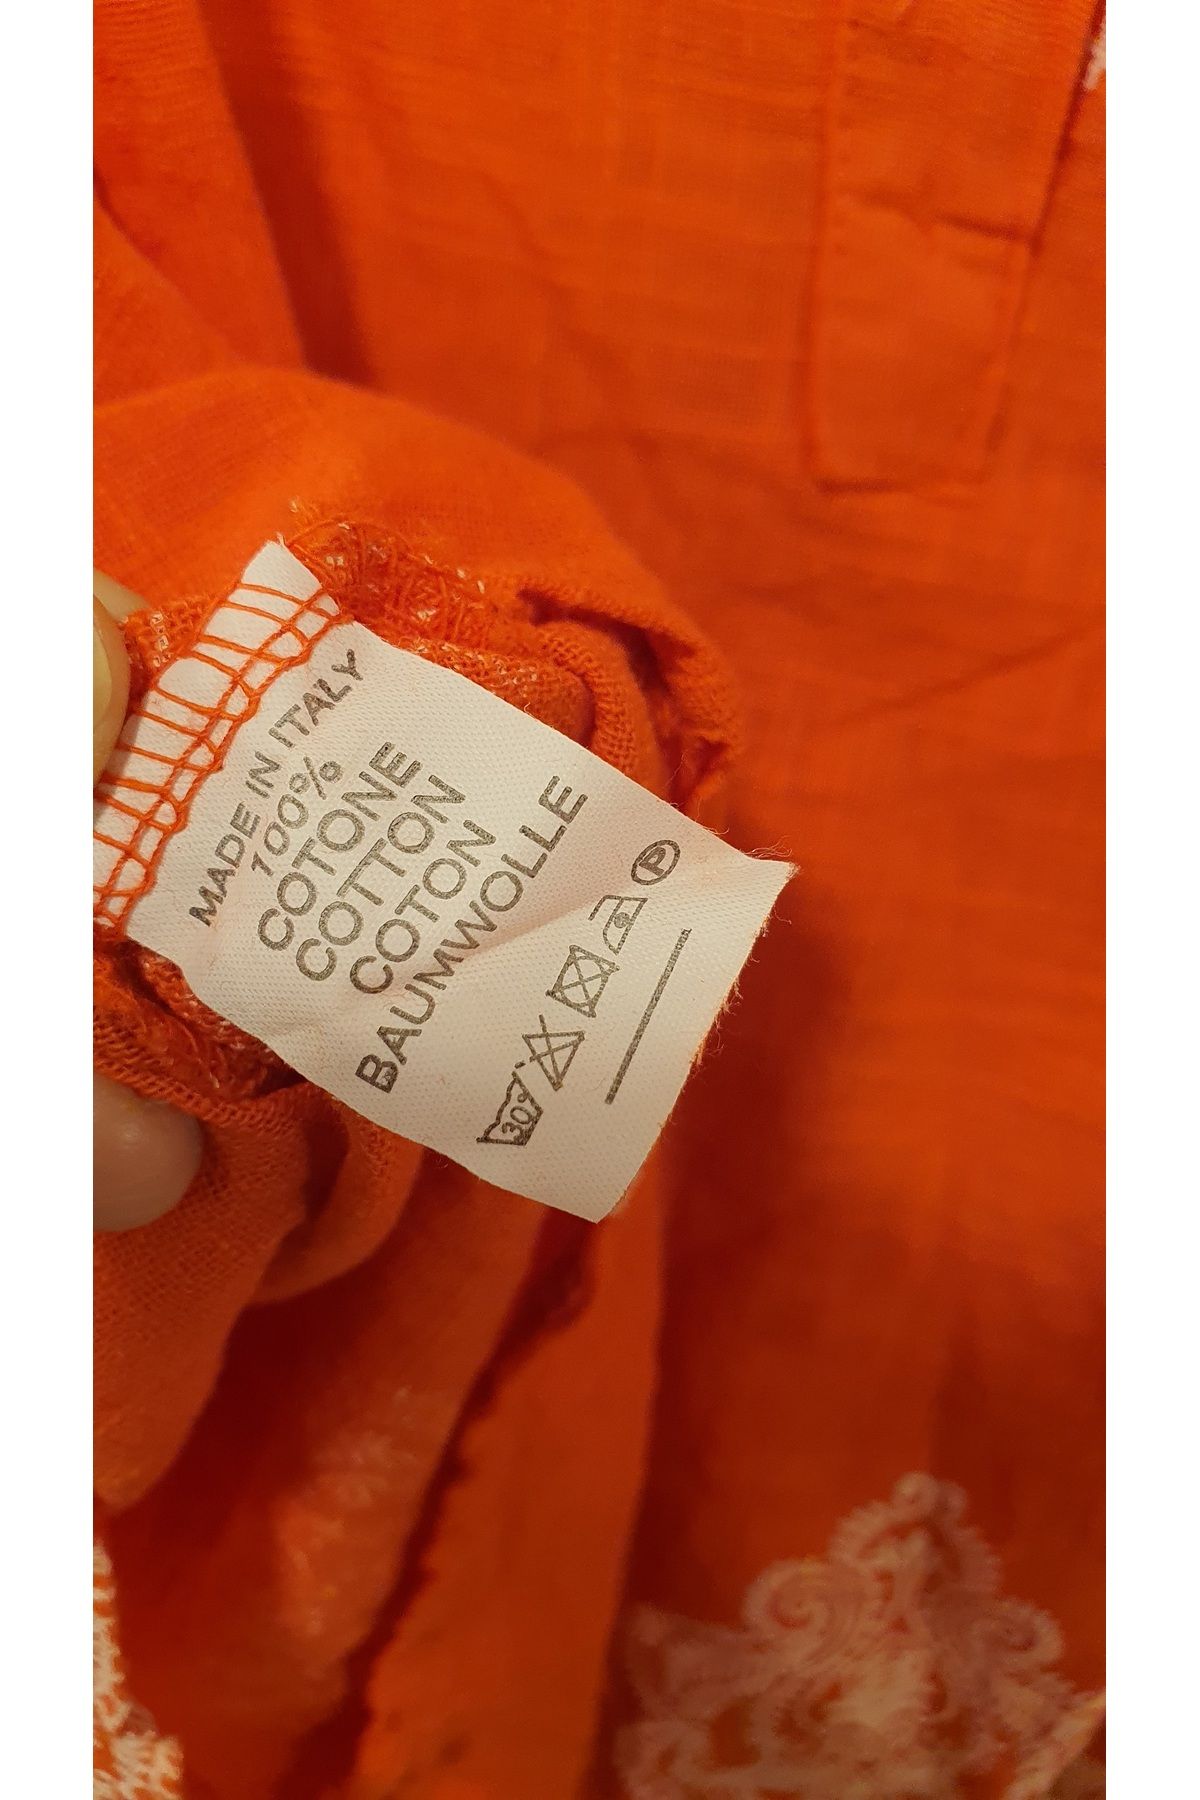 MADE IN ITALY
100%
COTONE
COTTON
COTON
BAUMWOLLE
30° P